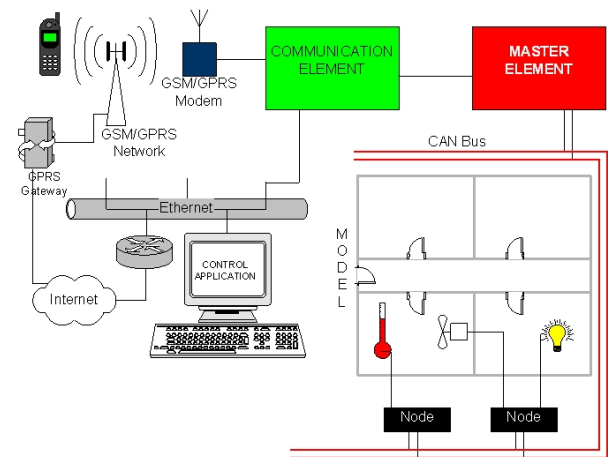 COMMUNICATION
ELEMENT
MASTER
ELEMENT
GSM/GPRS
Modem
GSM/GPRS
Network
CAN Bus
GPRS
Gateway
Ethernet
CONTROL
APPLICATION
Internet
M
O
D
E
L
Node
Node